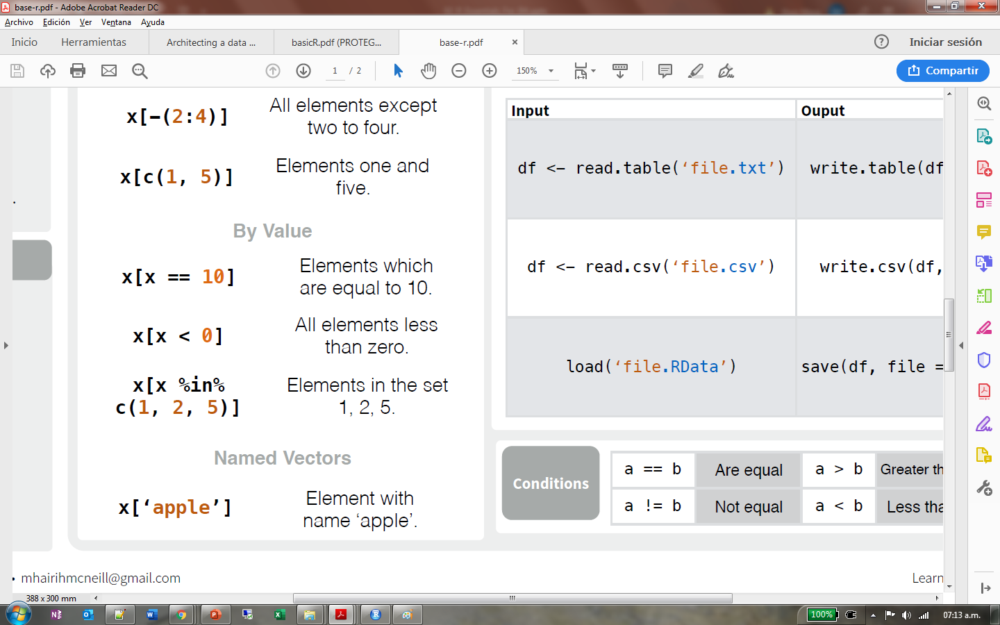 base-r.pdf - Adobe Acrobat Reader DC
Archivo Edición Ver Ventana Ayuda
Inicio Herramientas Architecting a data ... basicR.pdf (PROTEG... base-r.pdf ×
Iniciar sesión
1 / 2 150% Compartir
x[-(2:4)]
All elements except
two to four.
x[c(1, 5)]
Elements one and
five.
By Value
x[x == 10]
Elements which
are equal to 10.
x[x < 0]
All elements less
than zero.
x[x %in%
c(1, 2, 5)]
Elements in the set
1, 2, 5.
Named Vectors
x[‘apple’]
Element with
name ‘apple’.
Input Ouput
df <- read.table(‘file.txt’) write.table(df
df <- read.csv(‘file.csv’) write.csv(df,
load(‘file.RData’) save(df, file =
Conditions
a == b Are equal a > b Greater th
a != b Not equal a < b Less tha
• mhairihmcneill@gmail.com Learn
388 x 300 mm
100% 07:13 a.m.